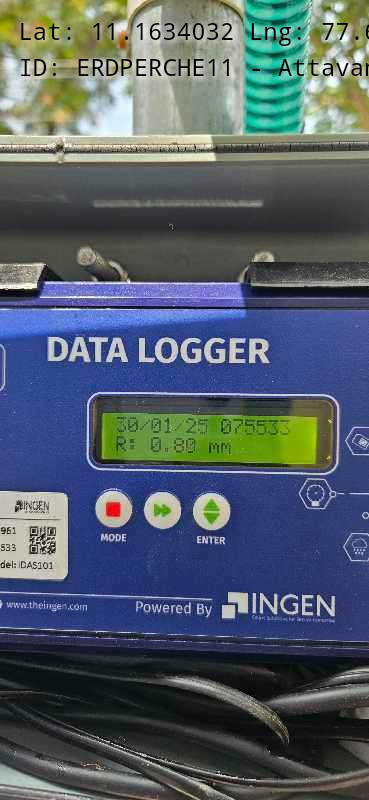 Lat: 11.1634032 Lng: 77.6
ID: ERDPERCHE11 - Attavan
DATA LOGGER
30/01/25 075533
R: 0.80 mm
INGEN
961
533
del: iDAS101
MODE
ENTER
www.theingen.com
Powered By INGEN